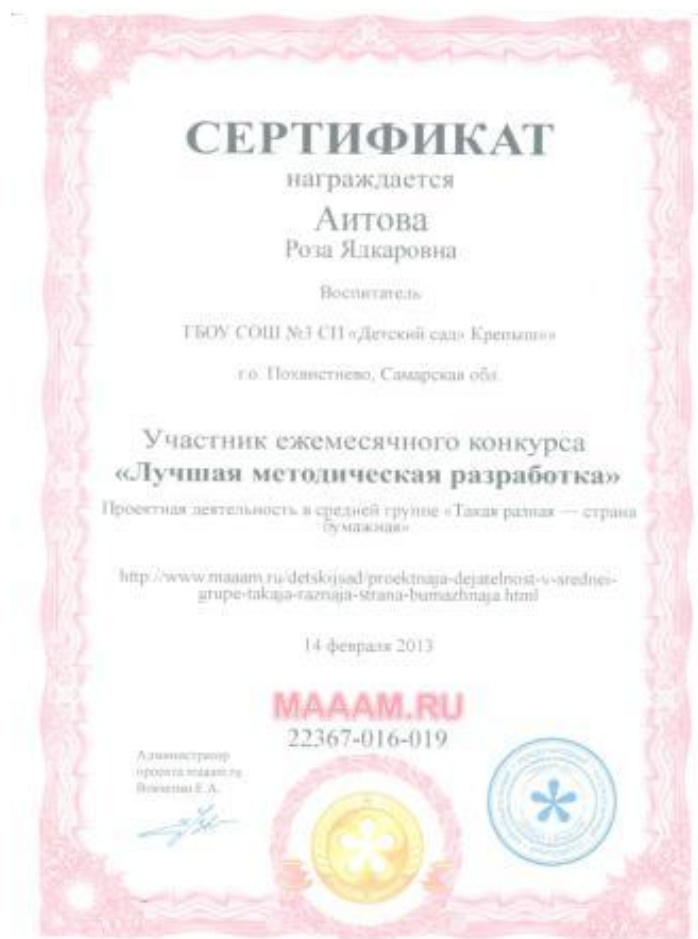 СЕРТИФИКАТ
награждается
Аитова
Роза Ядкаровна
Воспитатель
ГБОУ СОШ №3 СП «Детский сад» Крепыш»»
г.о. Похвистнево, Самарская обл.
Участник ежемесячного конкурса
«Лучшая методическая разработка»
Проектная деятельность в средней группе «Такая разная — страна
бумажная»
http://www.maaam.ru/detskijsad/proektnaja-dejatelnost-v-srednei-
grupe-takaja-raznaja-strana-bumazhnaja.html
14 февраля 2013
MAAAM.RU
22367-016-019
Администратор
проекта maaam.ru
Е.А.